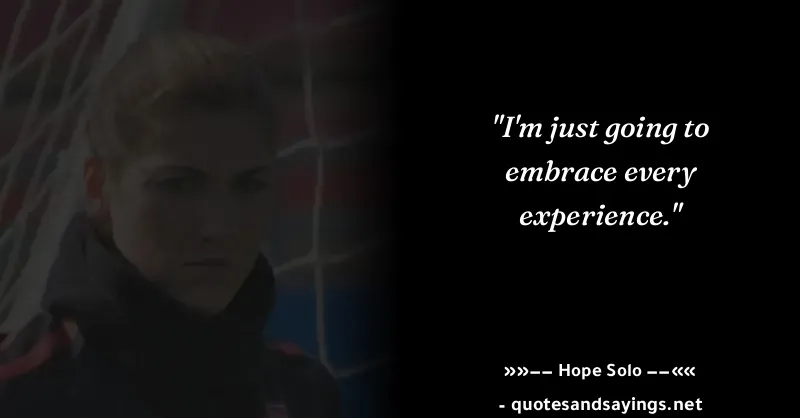 "I'm just going to
embrace every
experience."
»»−− Hope Solo −−««
- quotesandsayings.net